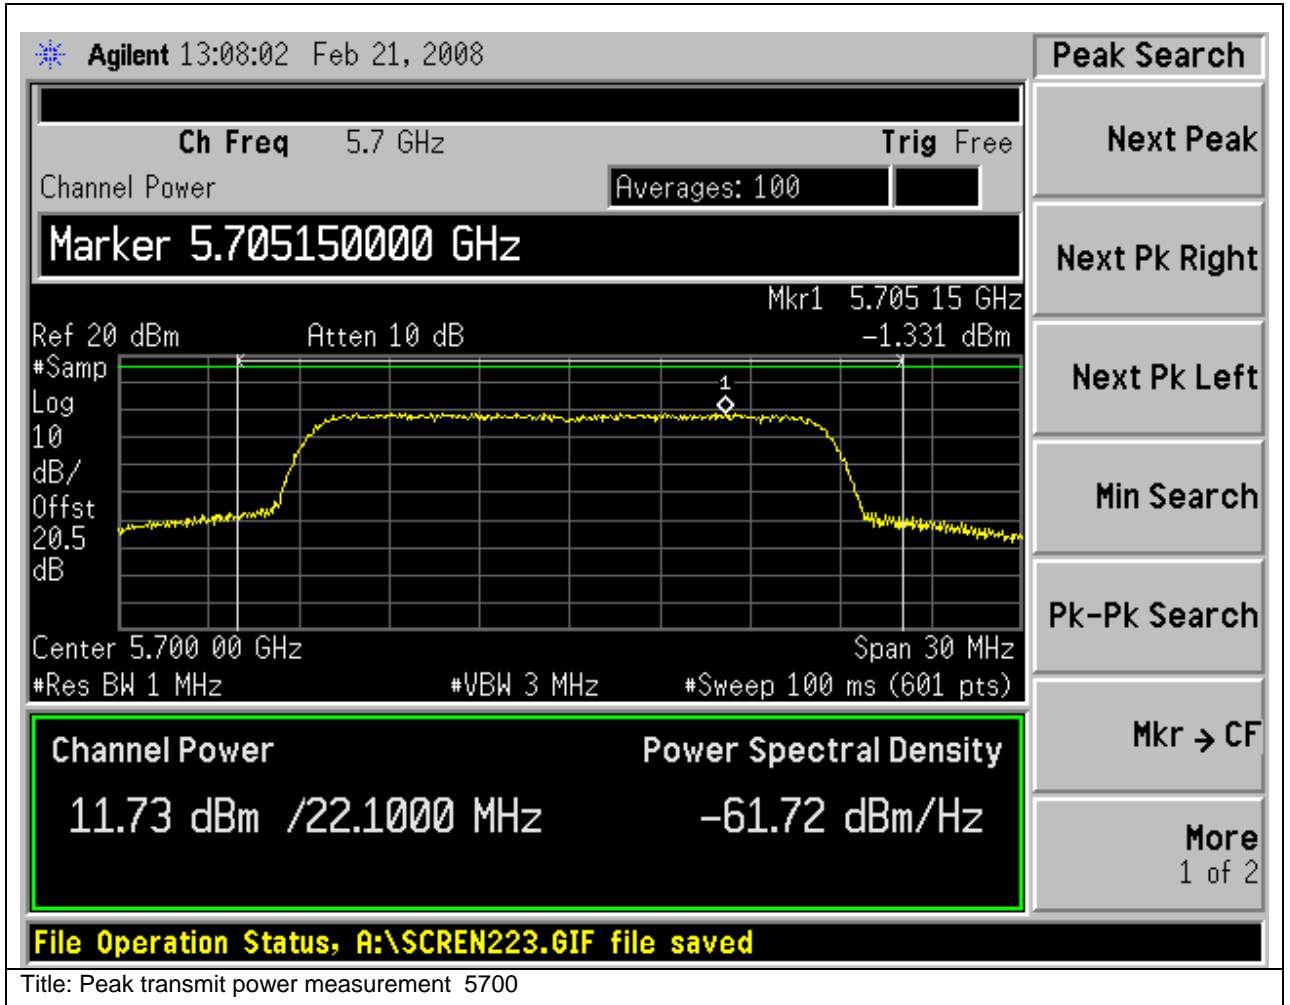 Agilent 13:08:02 Feb 21, 2008
Peak Search
Ch Freq 5.7 GHz Trig Free
Channel Power Averages: 100
Marker 5.705150000 GHz
Mkr1 5.705 15 GHz
Ref 20 dBm Atten 10 dB -1.331 dBm
#Samp
Log
10
dB/
Offst
20.5
dB
1
Center 5.700 00 GHz Span 30 MHz
#Res BW 1 MHz #VBW 3 MHz #Sweep 100 ms (601 pts)
Channel Power Power Spectral Density
11.73 dBm /22.1000 MHz -61.72 dBm/Hz
Next Peak
Next Pk Right
Next Pk Left
Min Search
Pk-Pk Search
Mkr → CF
More
1 of 2
File Operation Status, A:\SCREN223.GIF file saved
Title: Peak transmit power measurement 5700